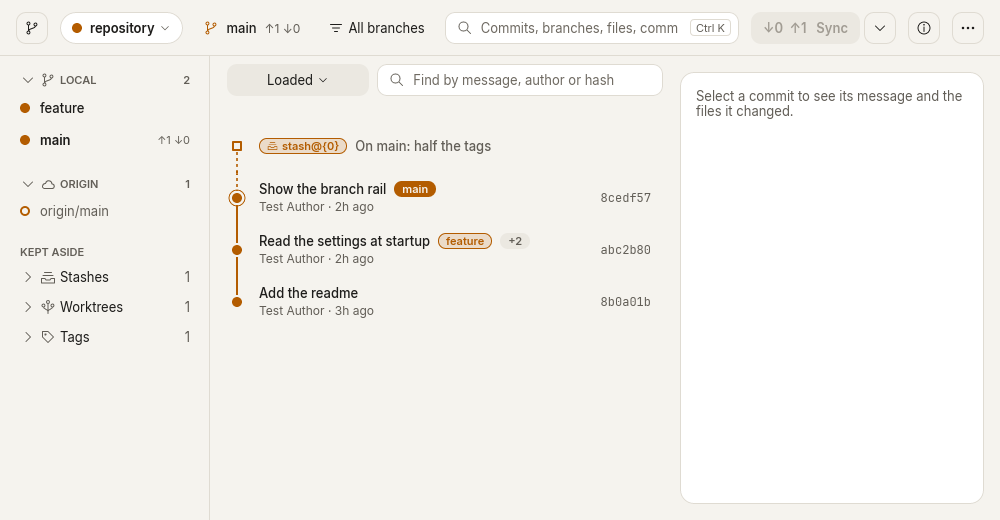 repository
main ↑1 ↓0
All branches
Commits, branches, files, comm
Ctrl K
↓0 ↑1 Sync
LOCAL 2
feature
main ↑1 ↓0
ORIGIN 1
origin/main
KEPT ASIDE
Stashes 1
Worktrees 1
Tags 1
Loaded
Find by message, author or hash
stash@{0} On main: half the tags
Show the branch rail main
Test Author · 2h ago
8cedf57
Read the settings at startup feature +2
Test Author · 2h ago
abc2b80
Add the readme
Test Author · 3h ago
8b0a01b
Select a commit to see its message and the
files it changed.